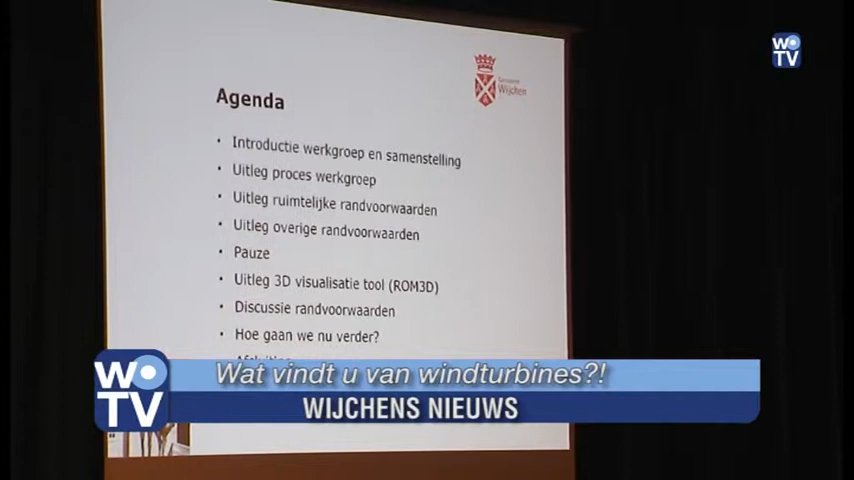 WO
TV
Gemeente
Wijchen
Agenda
• Introductie werkgroep en samenstelling
• Uitleg proces werkgroep
• Uitleg ruimtelijke randvoorwaarden
• Uitleg overige randvoorwaarden
• Pauze
• Uitleg 3D visualisatie tool (ROM3D)
• Discussie randvoorwaarden
• Hoe gaan we nu verder?
• Afsluiting
WO
TV
Wat vindt u van windturbines?!
WIJCHENS NIEUWS